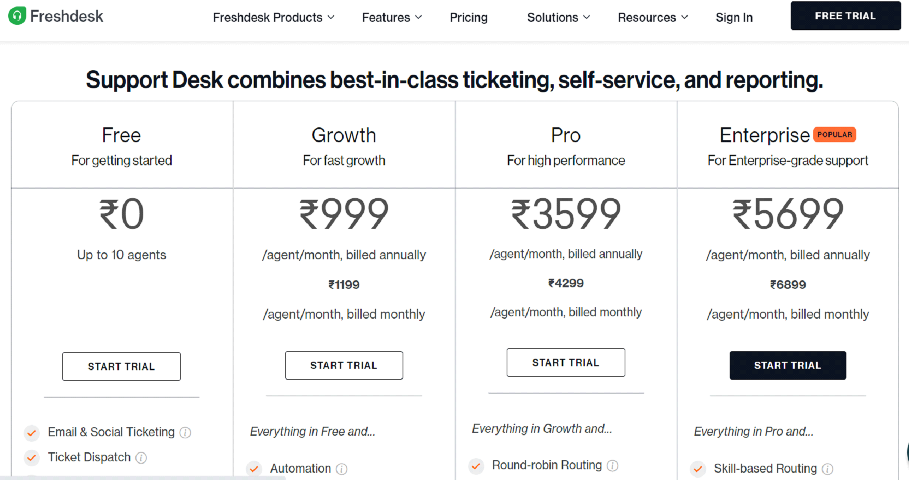 Freshdesk
Freshdesk Products
Features
Pricing
Solutions
Resources
Sign In
FREE TRIAL
Support Desk combines best-in-class ticketing, self-service, and reporting.
Free
For getting started
₹0
Up to 10 agents
START TRIAL
Email & Social Ticketing
Ticket Dispatch
Growth
For fast growth
₹999
/agent/month, billed annually
₹1199
/agent/month, billed monthly
START TRIAL
Everything in Free and...
Automation
Pro
For high performance
₹3599
/agent/month, billed annually
₹4299
/agent/month, billed monthly
START TRIAL
Everything in Growth and...
Round-robin Routing
Enterprise
POPULAR
For Enterprise-grade support
₹5699
/agent/month, billed annually
₹6899
/agent/month, billed monthly
START TRIAL
Everything in Pro and...
Skill-based Routing